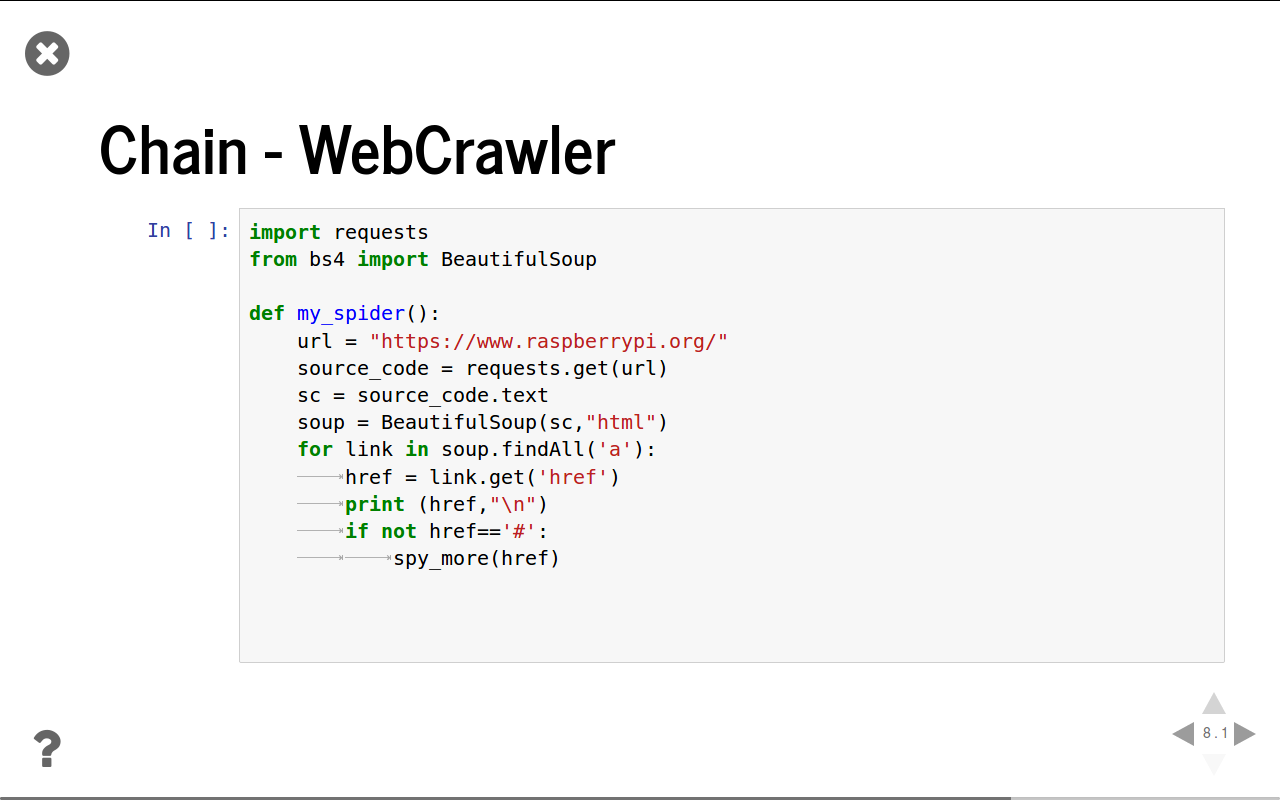 Chain - WebCrawler
In [ ]:
import requests
from bs4 import BeautifulSoup
def my_spider():
url = "https://www.raspberrypi.org/"
source_code = requests.get(url)
sc = source_code.text
soup = BeautifulSoup(sc,"html")
for link in soup.findAll('a'):
href = link.get('href')
print (href,"\n")
if not href=='#':
spy_more(href)
?
8.1